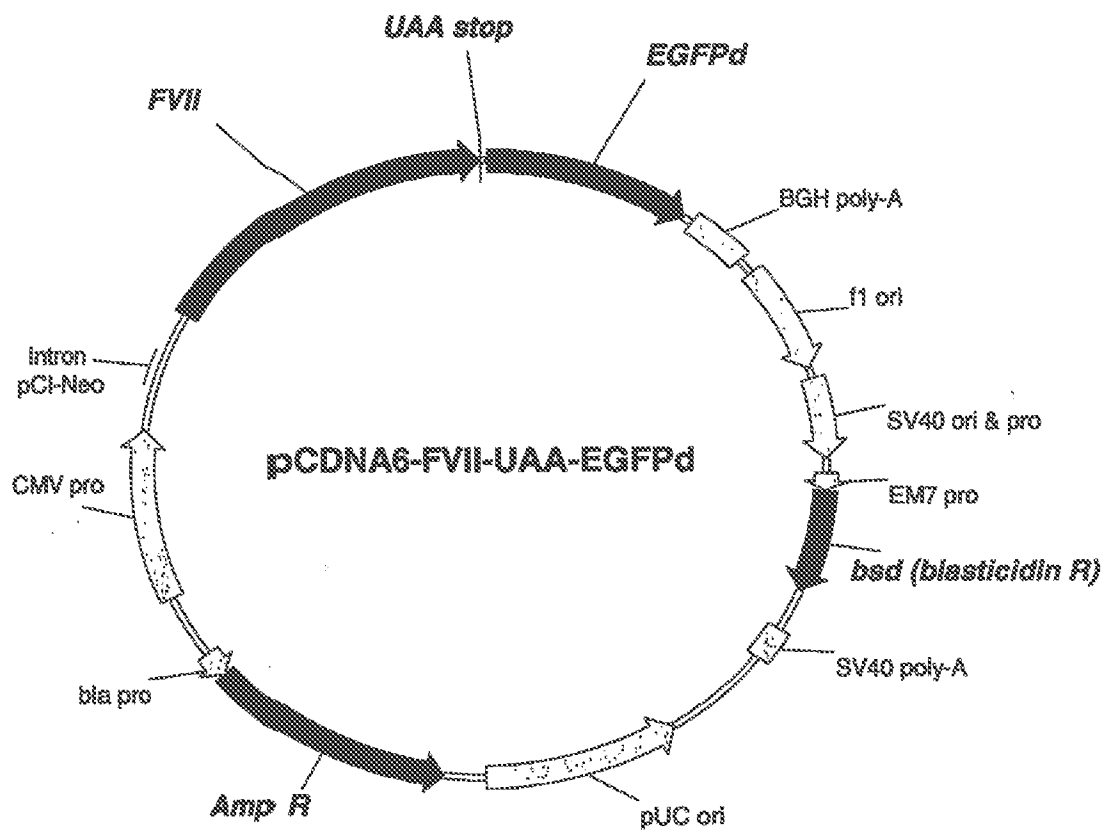 UAA stop
EGFPd
FVII
BGH poly-A
f1 ori
Intron
pCI-Neo
SV40 ori & pro
pCDNA6-FVII-UAA-EGFPd
CMV pro
EM7 pro
bsd (blasticidin R)
SV40 poly-A
bla pro
Amp R
pUC ori